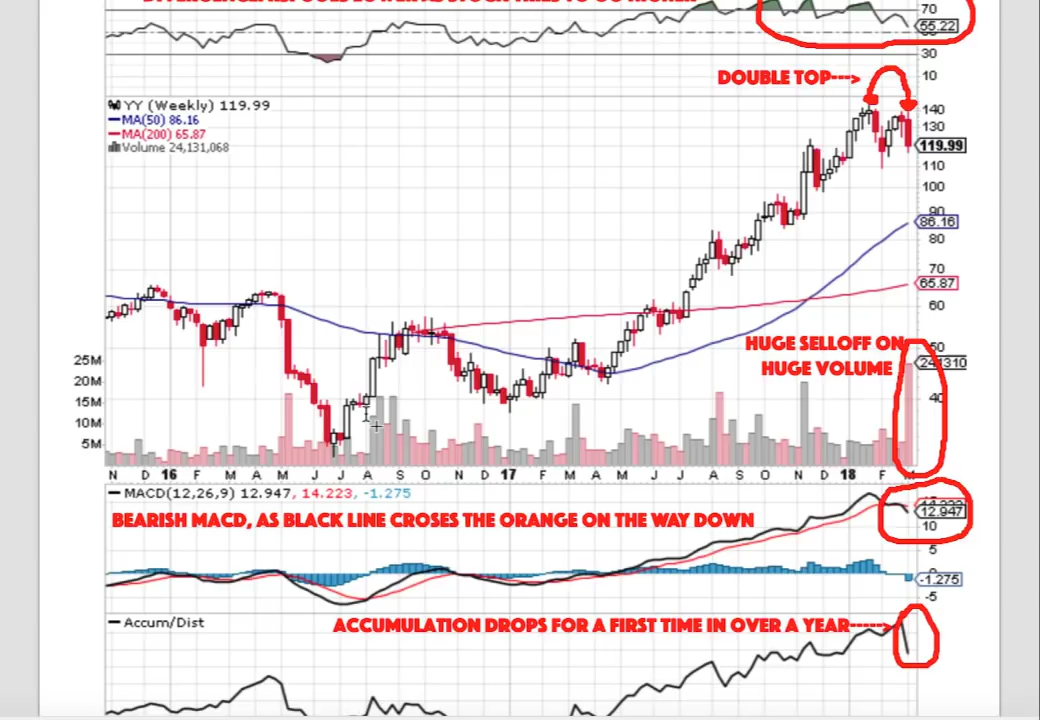 70
55.22
30
10
DOUBLE TOP--->
YY (Weekly) 119.99
MA(50) 86.16
MA(200) 65.87
Volume 24,131,068
140
130
119.99
110
100
90
86.16
80
70
65.87
60
HUGE SELLOFF ON
HUGE VOLUME
50
40
25M
20M
15M
10M
5M
N D 16 F M A M J J A S O N D 17 F M A M J J A S O N D 18 F M
MACD(12,26,9) 12.947, 14.223, -1.275
BEARISH MACD, AS BLACK LINE CROSES THE ORANGE ON THE WAY DOWN
12.947
10
5
0
-1.275
-5
Accum/Dist
ACCUMULATION DROPS FOR A FIRST TIME IN OVER A YEAR-----